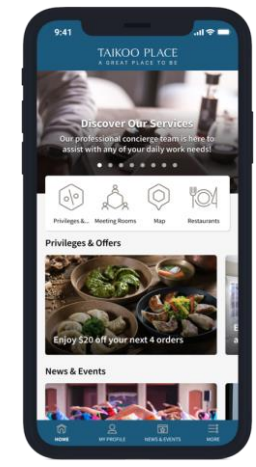 9:41
TAIKOO PLACE
A GREAT PLACE TO BE
Discover Our Services
Our professional concierge team is here to
assist with any of your daily work needs!
Privileges &... Meeting Rooms Map Restaurants
Privileges & Offers
Enjoy $20 off your next 4 orders
E
a
News & Events
HOME MY PROFILE NEWS & EVENTS MORE